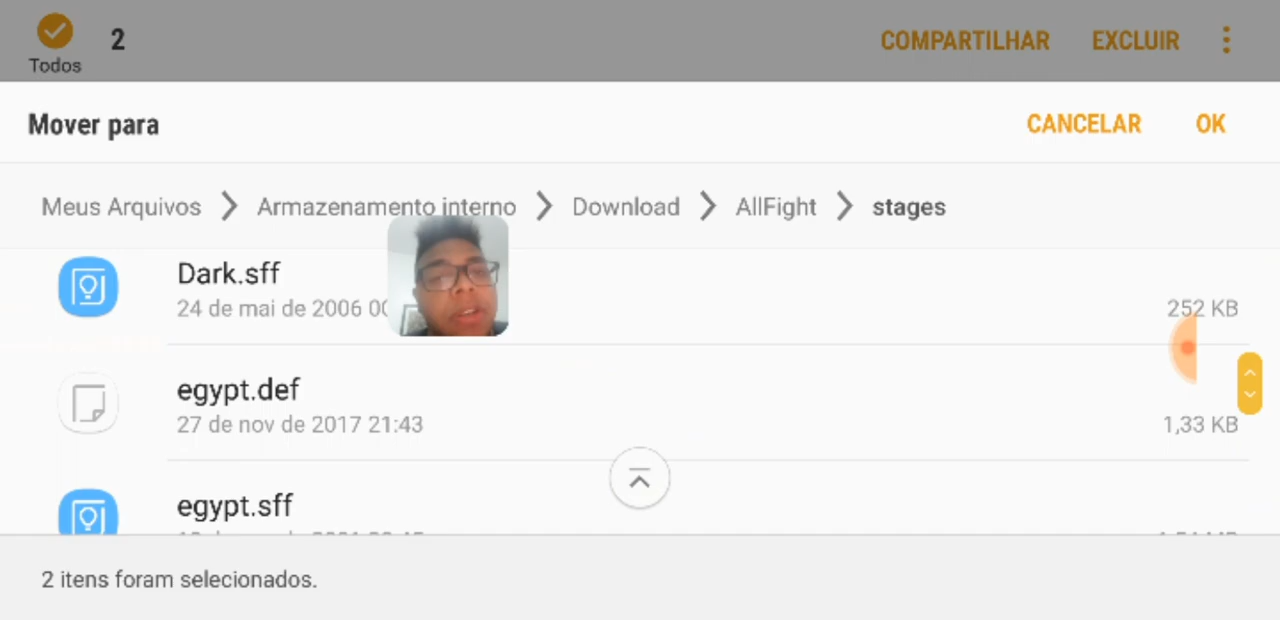 2
COMPARTILHAR
EXCLUIR
Todos
Mover para
CANCELAR
OK
Meus Arquivos
Armazenamento interno
Download
AllFight
stages
Dark.sff
24 de mai de 2006
252 KB
egypt.def
27 de nov de 2017 21:43
1,33 KB
egypt.sff
2 itens foram selecionados.